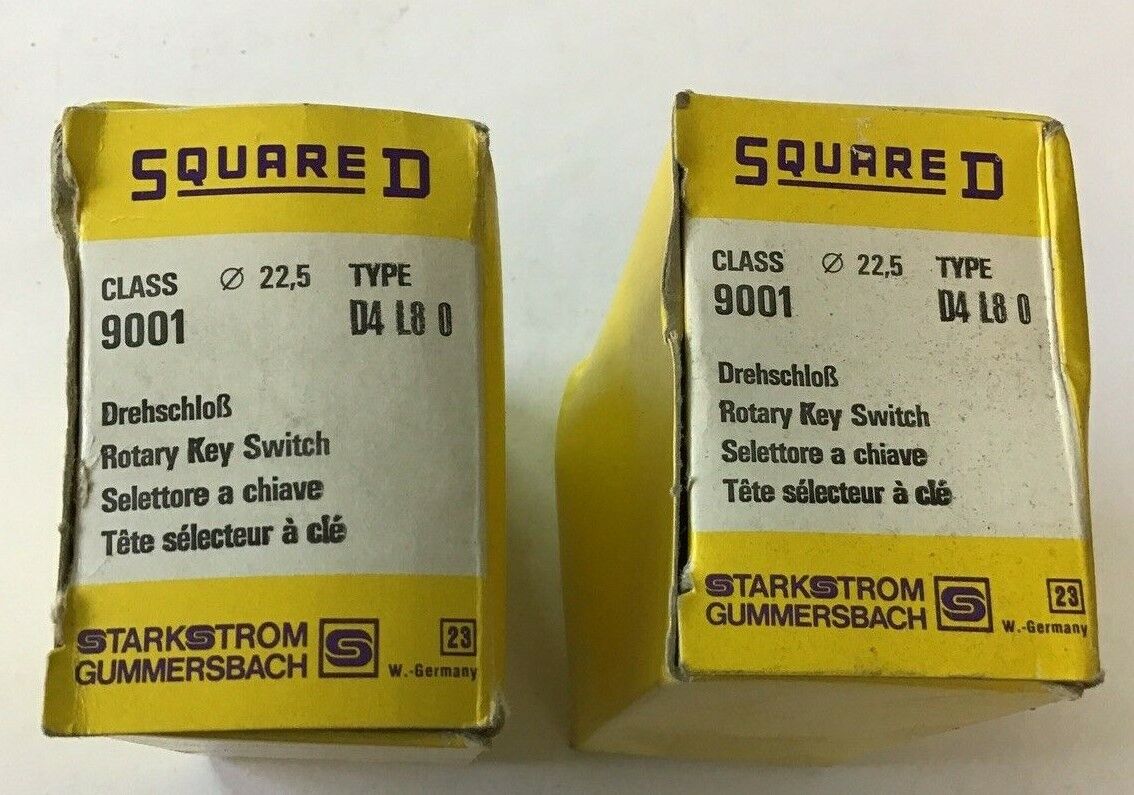 SQUARE D
CLASS Ø 22,5 TYPE
9001 D4 L8 0
Drehschloß
Rotary Key Switch
Selettore a chiave
Tête sélecteur à clé
STARKSTROM
GUMMERSBACH S
23
W.-Germany
SQUARE D
CLASS Ø 22,5 TYPE
9001 D4 L8 0
Drehschloß
Rotary Key Switch
Selettore a chiave
Tête sélecteur à clé
STARKSTROM
GUMMERSBACH S
23
W.-Germany